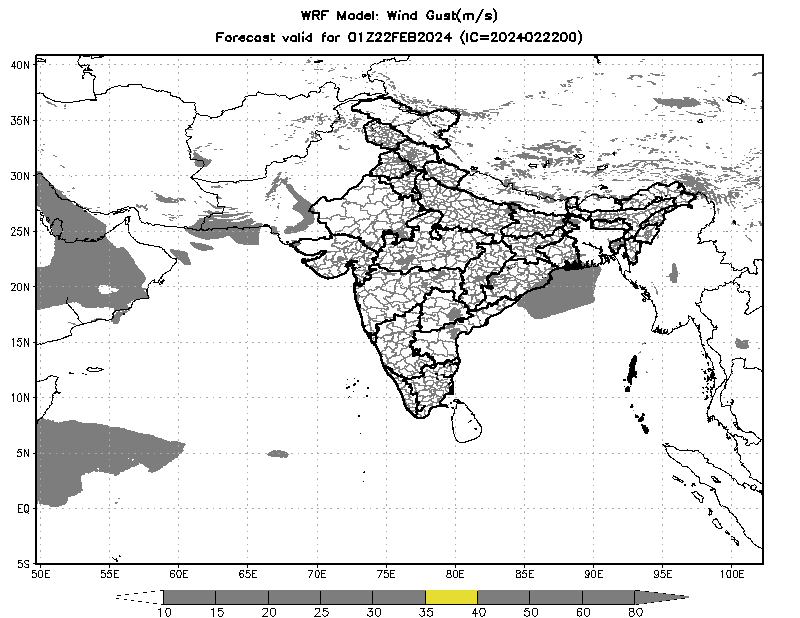 WRF Model: Wind Gust(m/s)
Forecast valid for 01Z22FEB2024 (IC=2024022200)
40N
35N
30N
25N
20N
15N
10N
5N
EQ
5S
50E 55E 60E 65E 70E 75E 80E 85E 90E 95E 100E
10 15 20 25 30 35 40 50 60 80